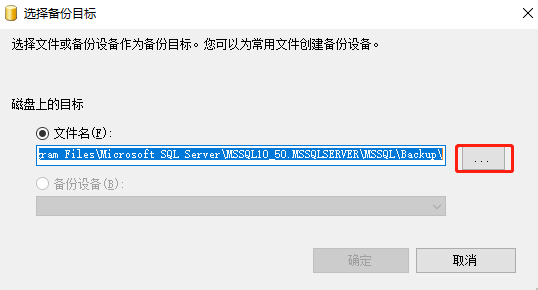 选择备份目标
选择文件或备份设备作为备份目标。您可以为常用文件创建备份设备。
磁盘上的目标
文件名(F):
gram Files\Microsoft SQL Server\MSSQL10_50.MSSQLSERVER\MSSQL\Backup\
...
备份设备(B):
确定
取消